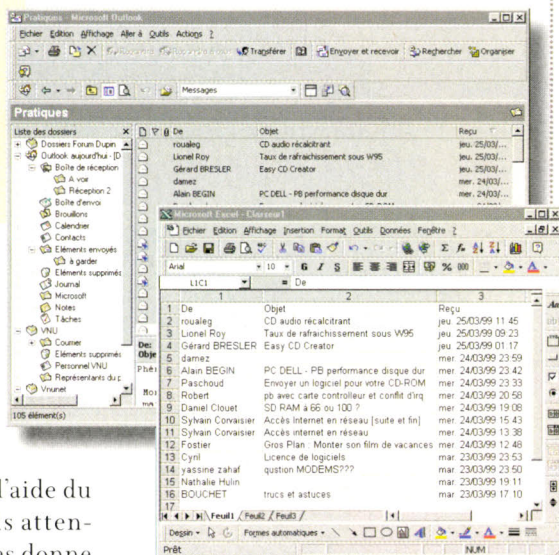 Pratiques - Microsoft Outlook
Fichier Edition Affichage Aller à Outils Actions ?
Transférer Envoyer et recevoir Rechercher Organiser
Messages
Pratiques
Liste des dossiers
De Objet Reçu
Dossiers Forum Dupin
Outlook aujourd'hui - [D
Boîte de réception
A voir
Réception 2
Boîte d'envoi
Brouillons
Calendrier
Contacts
Eléments envoyés
à garder
Eléments supprimés
Journal
Microsoft
Notes
Tâches
VNU
Courrier
Eléments supprimés
Personnel VNU
Représentants du p
Vnunet
105 élément(s)
roualeg CD audio récalcitrant jeu. 25/03/...
Lionel Roy Taux de rafraichissement sous W95 jeu. 25/03/...
Gérard BRESLER Easy CD Creator jeu. 25/03/...
damez mer. 24/03/...
Alain BEGIN PC DELL - PB performance disque dur mer. 24/03/...
De:
Obje
Microsoft Excel - Classeur1
Fichier Edition Affichage Insertion Format Outils Données Fenêtre ?
Arial 10 G I S % 000
L1C1 = De
1 2 3
1 De Objet Reçu
2 roualeg CD audio récalcitrant jeu 25/03/99 11 45
3 Lionel Roy Taux de rafraichissement sous W95 jeu 25/03/99 09 23
4 Gérard BRESLER Easy CD Creator jeu 25/03/99 01 17
5 damez mer 24/03/99 23 59
6 Alain BEGIN PC DELL - PB performance disque dur mer 24/03/99 23 42
7 Paschoud Envoyer un logiciel pour votre CD-ROM mer 24/03/99 23 33
8 Robert pb avec carte controlleur et conflit d'irq mer 24/03/99 20 58
9 Daniel Clouet SD RAM à 66 ou 100 ? mer 24/03/99 19 08
10 Sylvain Corvaisier Accès Internet en réseau [suite et fin] mer 24/03/99 15 43
11 Sylvain Corvaisier Accès internet en réseau mer 24/03/99 13 38
12 Fostier Gros Plan : Monter son film de vacances mer 24/03/99 12 48
13 Cyril Licence de logiciels mar 23/03/99 23 53
14 yassine zahaf qustion MODEMS??? mar 23/03/99 23 50
15 Nathalie Hulin mar 23/03/99 19 11
16 BOUCHET trucs et astuces mar 23/03/99 17 10
17
Feuil1 Feuil2 Feuil3
Dessin Formes automatiques
Prêt NUM
l'aide du
s atten-
es donne